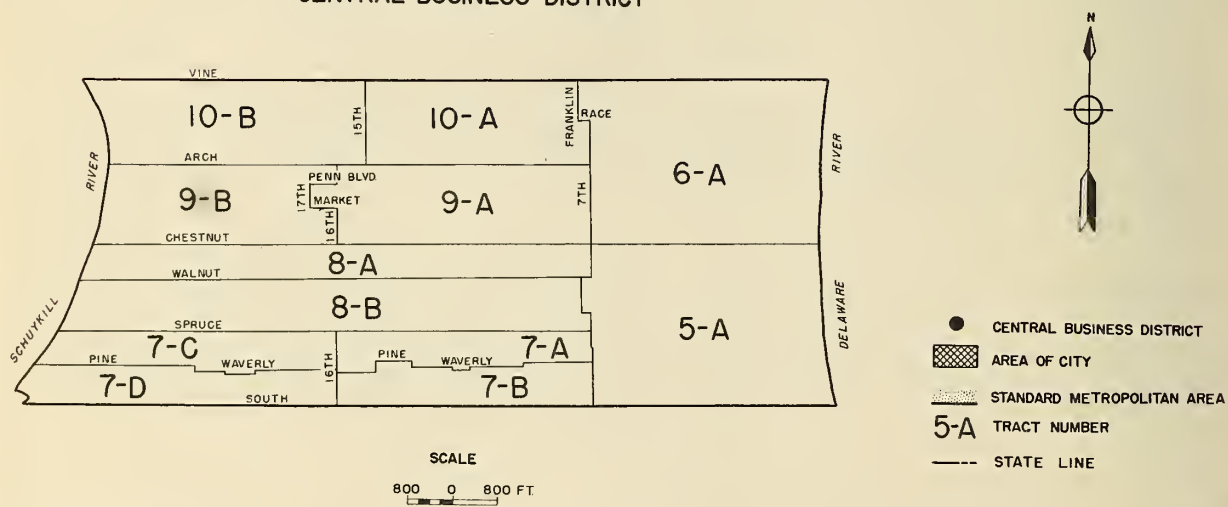 CENTRAL BUSINESS DISTRICT
N
VINE
10-B
15TH
10-A
FRANKLIN
RACE
6-A
RIVER
RIVER
ARCH
PENN BLVD.
9-B
17TH
MARKET
16TH
9-A
7TH
CHESTNUT
8-A
WALNUT
8-B
SPRUCE
5-A
SCHUYKILL
DELAWARE
7-C
PINE
WAVERLY
16TH
PINE
WAVERLY
7-A
7-D
7-B
SOUTH
CENTRAL BUSINESS DISTRICT
AREA OF CITY
STANDARD METROPOLITAN AREA
5-A TRACT NUMBER
STATE LINE
SCALE
800 0 800 FT.